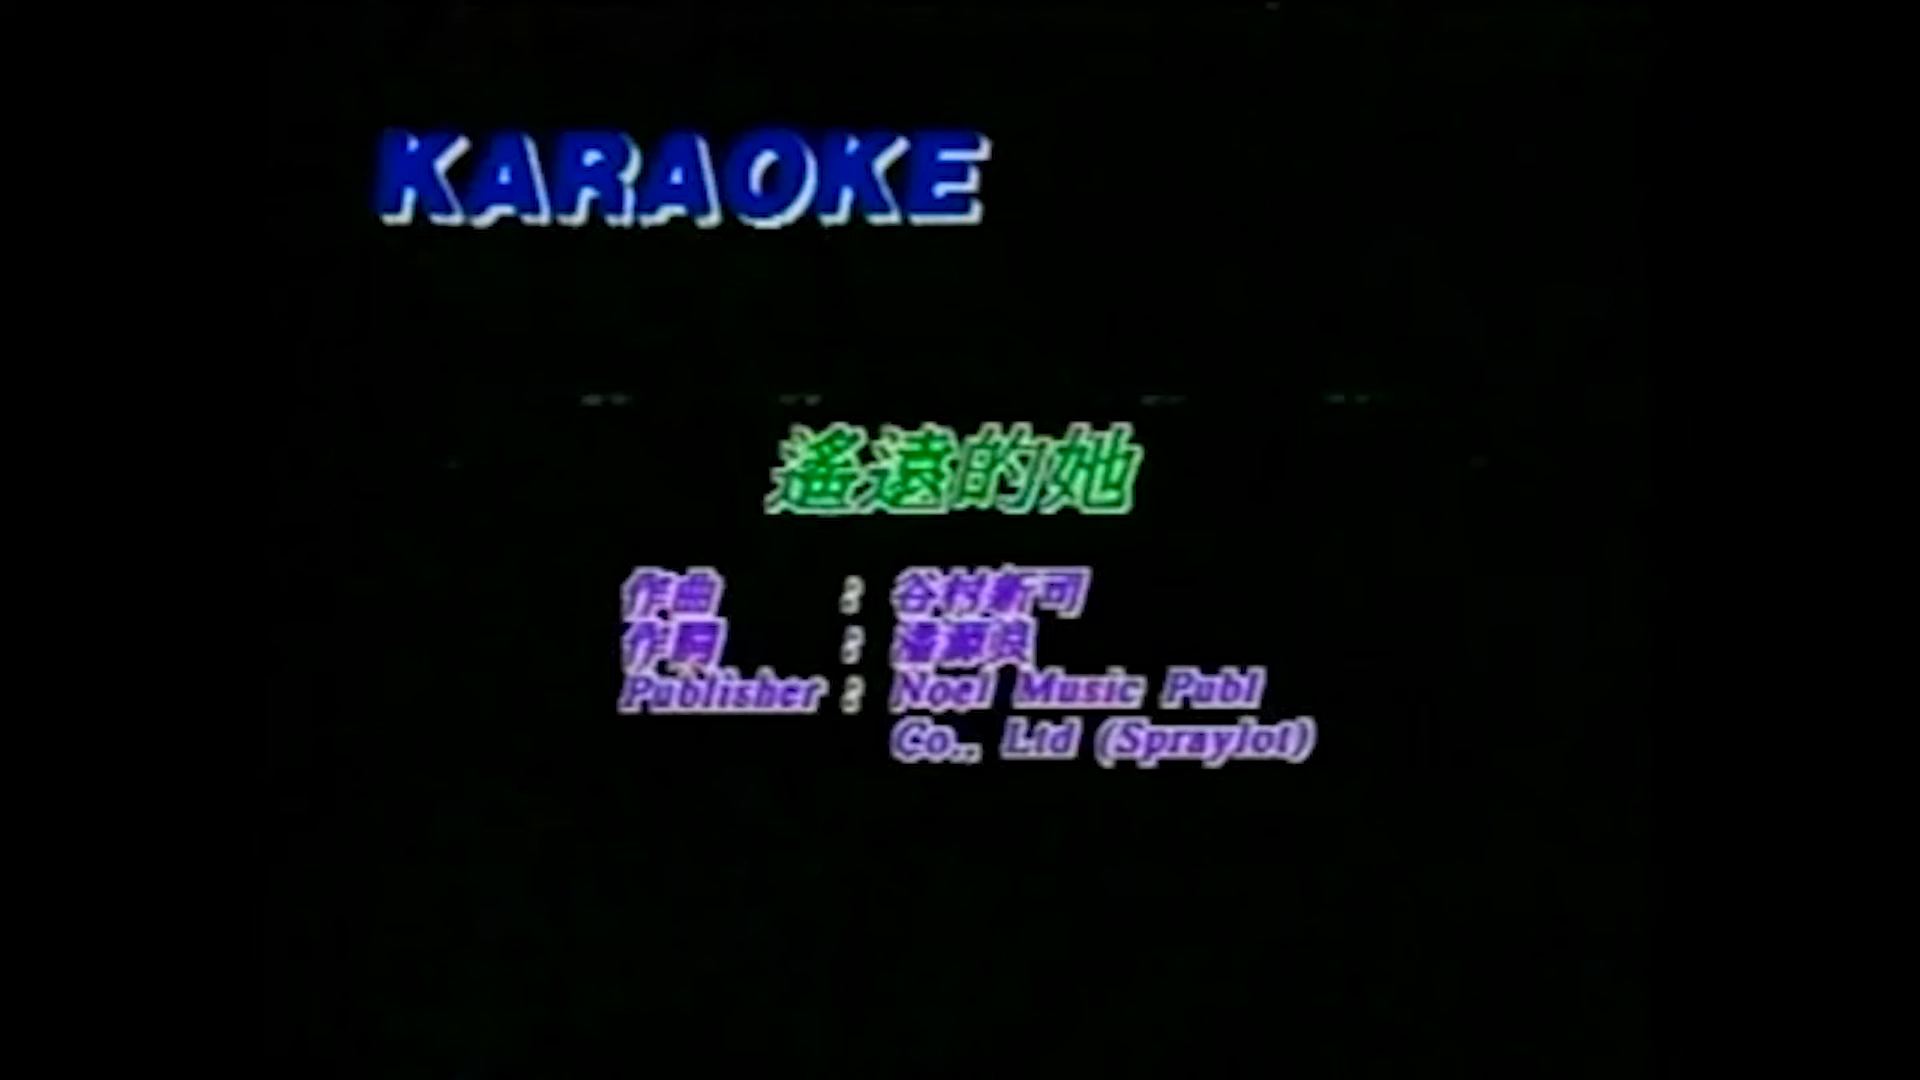 KARAOKE
遙遠的她
作曲 : 谷村新司
作詞 : 潘源良
Publisher : Noel Music Publ
Co., Ltd (Spraylot)